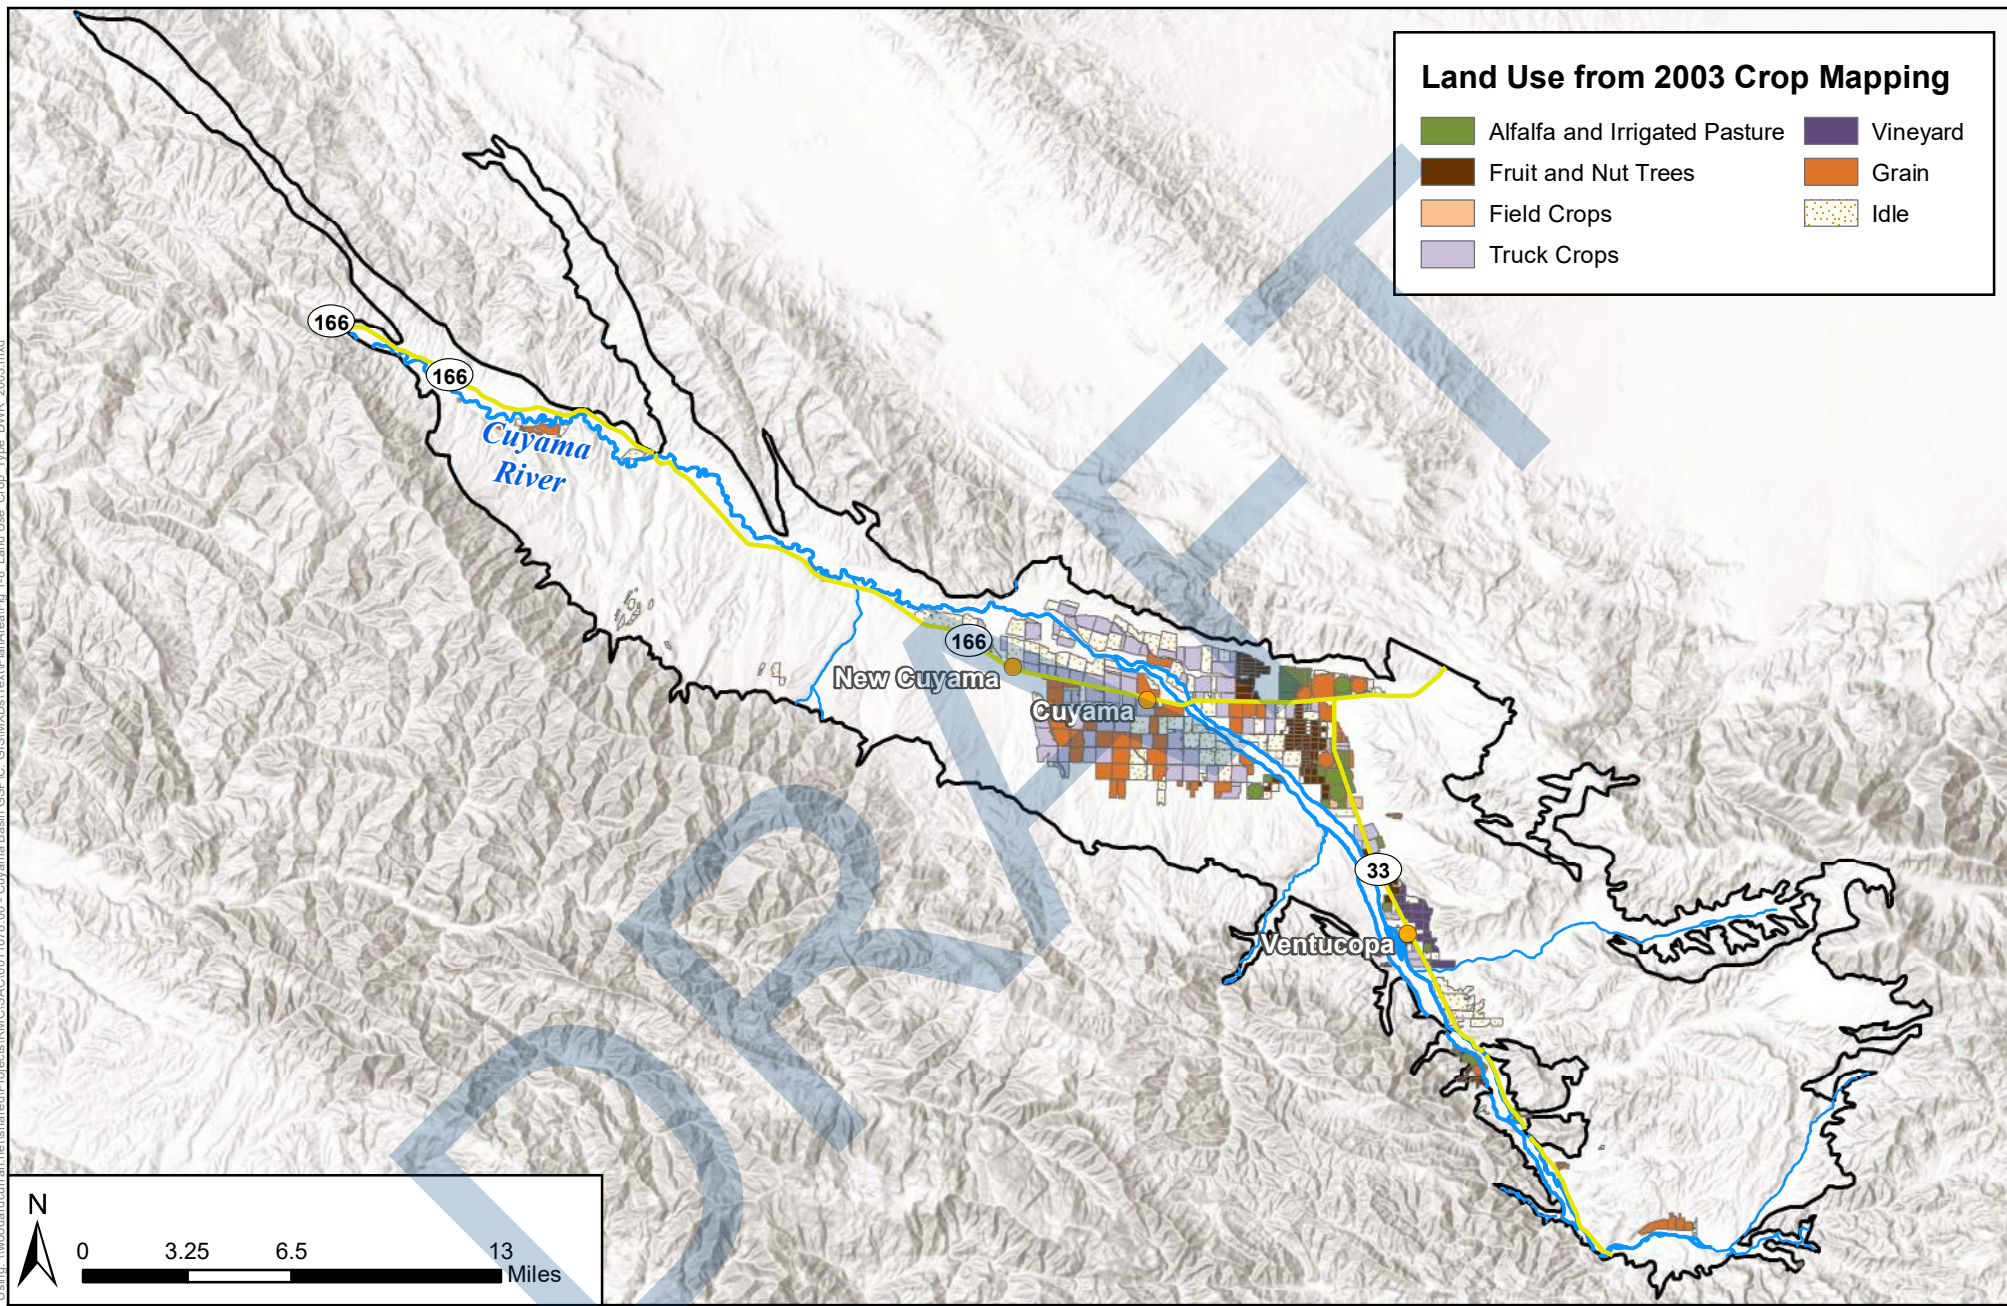 Land Use from 2003 Crop Mapping
Alfalfa and Irrigated Pasture
Vineyard
Fruit and Nut Trees
Grain
Field Crops
Idle
Truck Crops
166
166
Cuyama
River
166
New Cuyama
Cuyama
33
Ventucopa
DRAFT
N
0 3.25 6.5 13
Miles